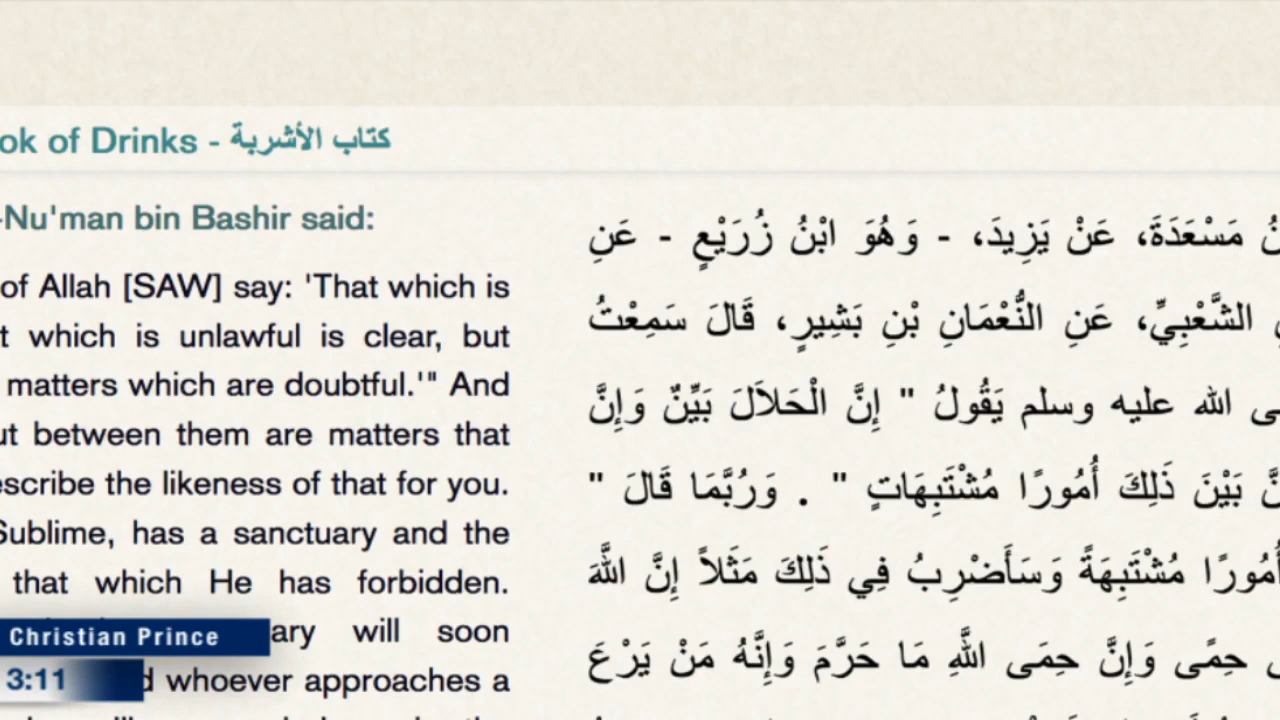 ok of Drinks - كتاب الأشربة
-Nu'man bin Bashir said:
of Allah [SAW] say: 'That which is
t which is unlawful is clear, but
matters which are doubtful.'" And
ut between them are matters that
escribe the likeness of that for you.
Sublime, has a sanctuary and the
that which He has forbidden.
ary will soon
d whoever approaches a
مَسْعَدَةَ، عَنْ يَزِيدَ، - وَهُوَ ابْنُ زُرَيْعٍ - عَنِ
الشَّعْبِيِّ، عَنِ النُّعْمَانِ بْنِ بَشِيرٍ، قَالَ سَمِعْتُ
ى الله عليه وسلم يَقُولُ " إِنَّ الْحَلاَلَ بَيِّنٌ وَإِنَّ
نَّ بَيْنَ ذَلِكَ أُمُورًا مُشْتَبِهَاتٍ " . وَرُبَّمَا قَالَ "
أُمُورًا مُشْتَبِهَةً وَسَأَضْرِبُ فِي ذَلِكَ مَثَلاً إِنَّ اللَّهَ
حِمًى وَإِنَّ حِمَى اللَّهِ مَا حَرَّمَ وَإِنَّهُ مَنْ يَرْعَ
Christian Prince
3:11